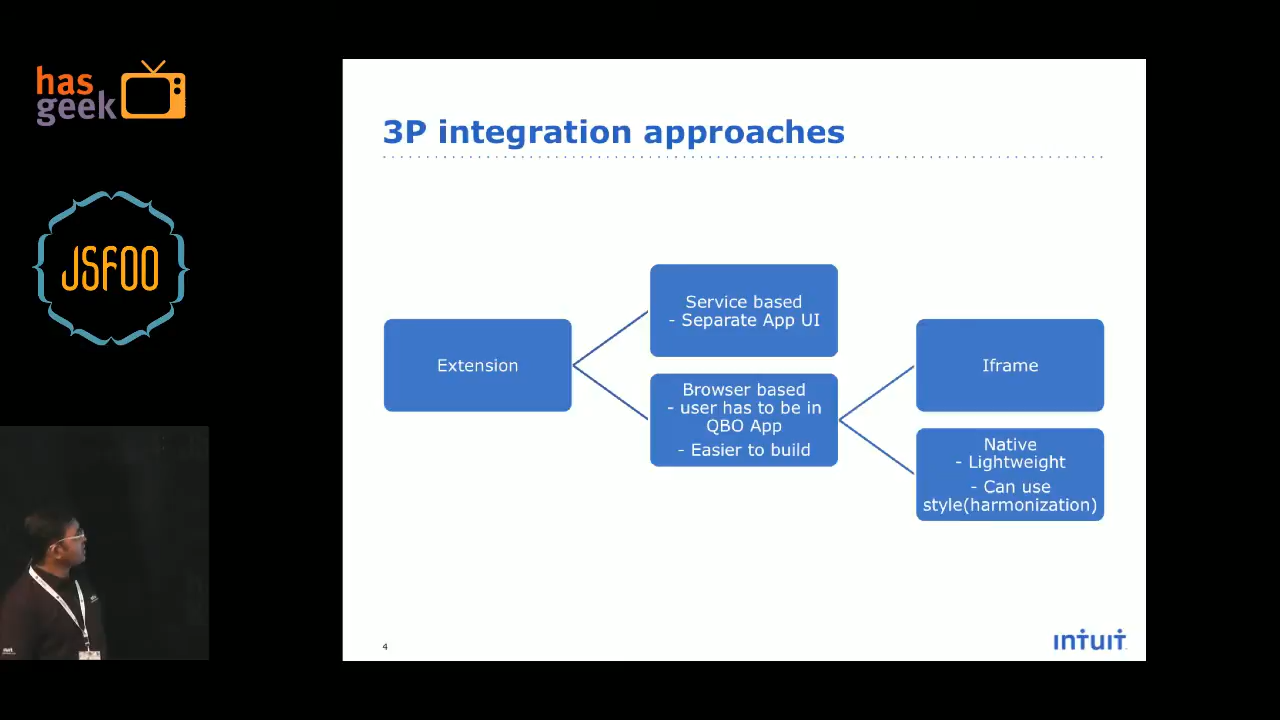 has
geek
JSFOO
3P integration approaches
Extension
Service based
- Separate App UI
Browser based
- user has to be in
QBO App
- Easier to build
Iframe
Native
- Lightweight
- Can use
style(harmonization)
4
intuit